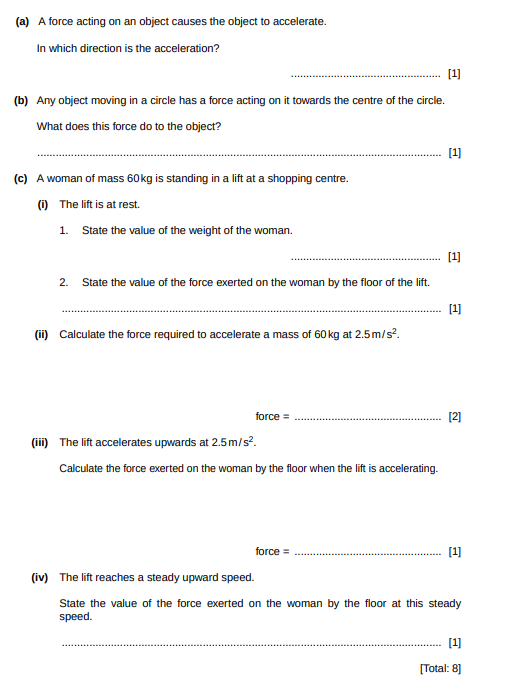 (a) A force acting on an object causes the object to accelerate.
In which direction is the acceleration?
................................................. [1]
(b) Any object moving in a circle has a force acting on it towards the centre of the circle.
What does this force do to the object?
.................................................................................................................................... [1]
(c) A woman of mass 60 kg is standing in a lift at a shopping centre.
(i) The lift is at rest.
1. State the value of the weight of the woman.
................................................. [1]
2. State the value of the force exerted on the woman by the floor of the lift.
............................................................................................................................ [1]
(ii) Calculate the force required to accelerate a mass of 60 kg at 2.5 m/s².
force = ................................................ [2]
(iii) The lift accelerates upwards at 2.5 m/s².
Calculate the force exerted on the woman by the floor when the lift is accelerating.
force = ................................................ [1]
(iv) The lift reaches a steady upward speed.
State the value of the force exerted on the woman by the floor at this steady
speed.
............................................................................................................................ [1]
[Total: 8]